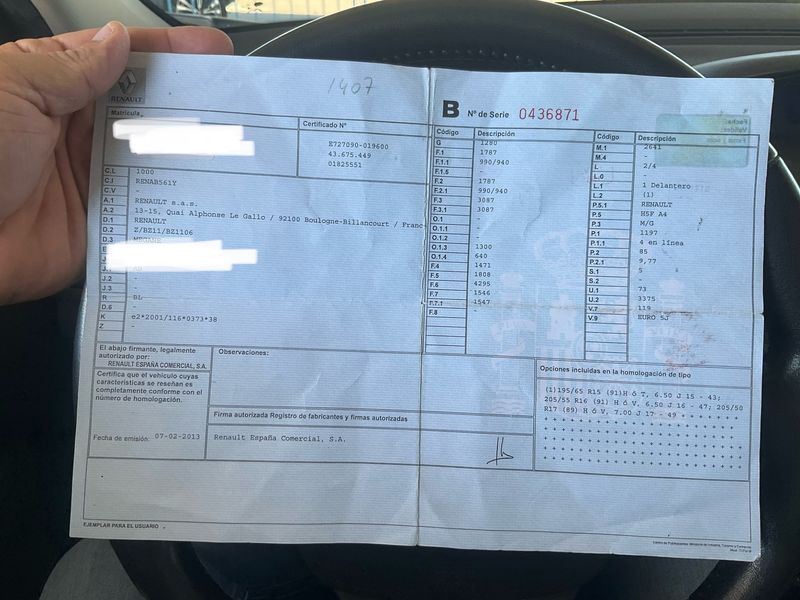 1407
RENAULT
Matrícula
Certificado Nº
E727090-019600
43.675.449
01825551
C.L 1000
C.I RENAB561Y
C.V -
A.1 RENAULT s.a.s.
A.2 13-15, Quai Alphonse Le Gallo / 92100 Boulogne-Billancourt / Franc
D.1 RENAULT
D.2 Z/BZ11/BZ1106
D.3 MEGANE
J.1
J.2 -
J.3 -
R BL
D.6 -
K e2*2001/116*0373*38
Z -
B Nº de Serie 0436871
Código Descripción
G 1280
F.1 1787
F.1.1 990/940
F.1.5 -
F.2 1787
F.2.1 990/940
F.3 3087
F.3.1 3087
O.1 -
O.1.1 -
O.1.2 -
O.1.3 1300
O.1.4 640
F.4 1471
F.5 1808
F.6 4295
F.7 1546
F.7.1 1547
F.8 -
Código Descripción
M.1 2641
M.4 -
L 2/4
L.0 -
L.1 1 Delantero
L.2 (1)
P.5.1 RENAULT
P.5 H5F A4
P.3 M/G
P.1 1197
P.1.1 4 en línea
P.2 85
P.2.1 9,77
S.1 5
S.2 -
U.1 73
U.2 3375
V.7 119
V.9 EURO 5J
El abajo firmante, legalmente
autorizado por:
RENAULT ESPAÑA COMERCIAL, S.A.
Certifica que el vehículo cuyas
características se reseñan es
completamente conforme con el
número de homologación.
Fecha de emisión: 07-02-2013
Observaciones:
Firma autorizada Registro de fabricantes y firmas autorizadas
Renault España Comercial, S.A.
Opciones incluidas en la homologación de tipo
(1)195/65 R15 (91)H ó T, 6.50 J 15 - 43;
205/55 R16 (91) H ó V, 6.50 J 16 - 47; 205/50
R17 (89) H ó V, 7.00 J 17 - 49 + + + +
EJEMPLAR PARA EL USUARIO